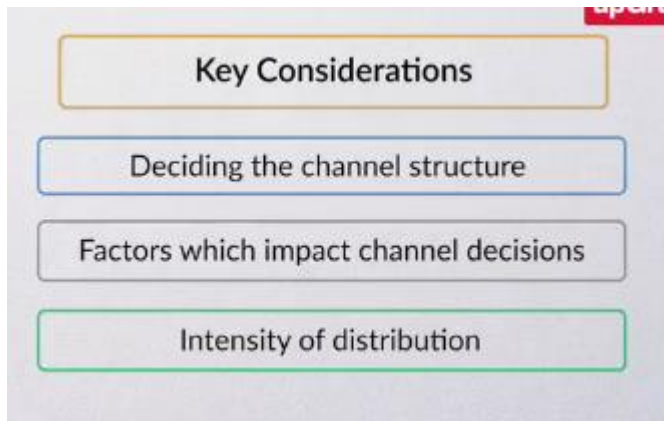 Key Considerations
Deciding the channel structure
Factors which impact channel decisions
Intensity of distribution